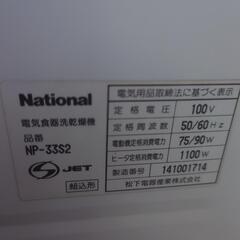 National
電気食器洗乾燥機
品番
NP-33S2
JET
組込形
電気用品取締法に基づく表示
定格電圧 100V
定格周波数 50/60Hz
電動機定格消費電力 75/90W
ヒータ定格消費電力 1100W
製造番号 141001714
松下電器産業株式会社